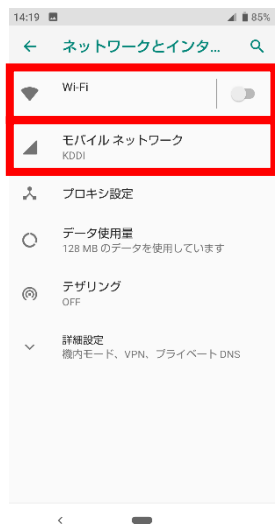 14:19 85%
ネットワークとインタ...
Wi-Fi
モバイル ネットワーク
KDDI
プロキシ設定
データ使用量
128 MB のデータを使用しています
テザリング
OFF
詳細設定
機内モード、VPN、プライベート DNS